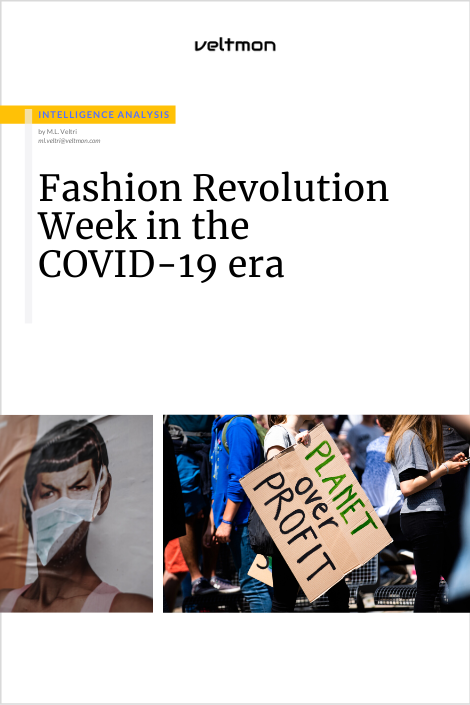 veltmon
INTELLIGENCE ANALYSIS
by M.L. Veltri
ml.veltri@veltmon.com
Fashion Revolution
Week in the
COVID-19 era
PLANET
over
PROFIT